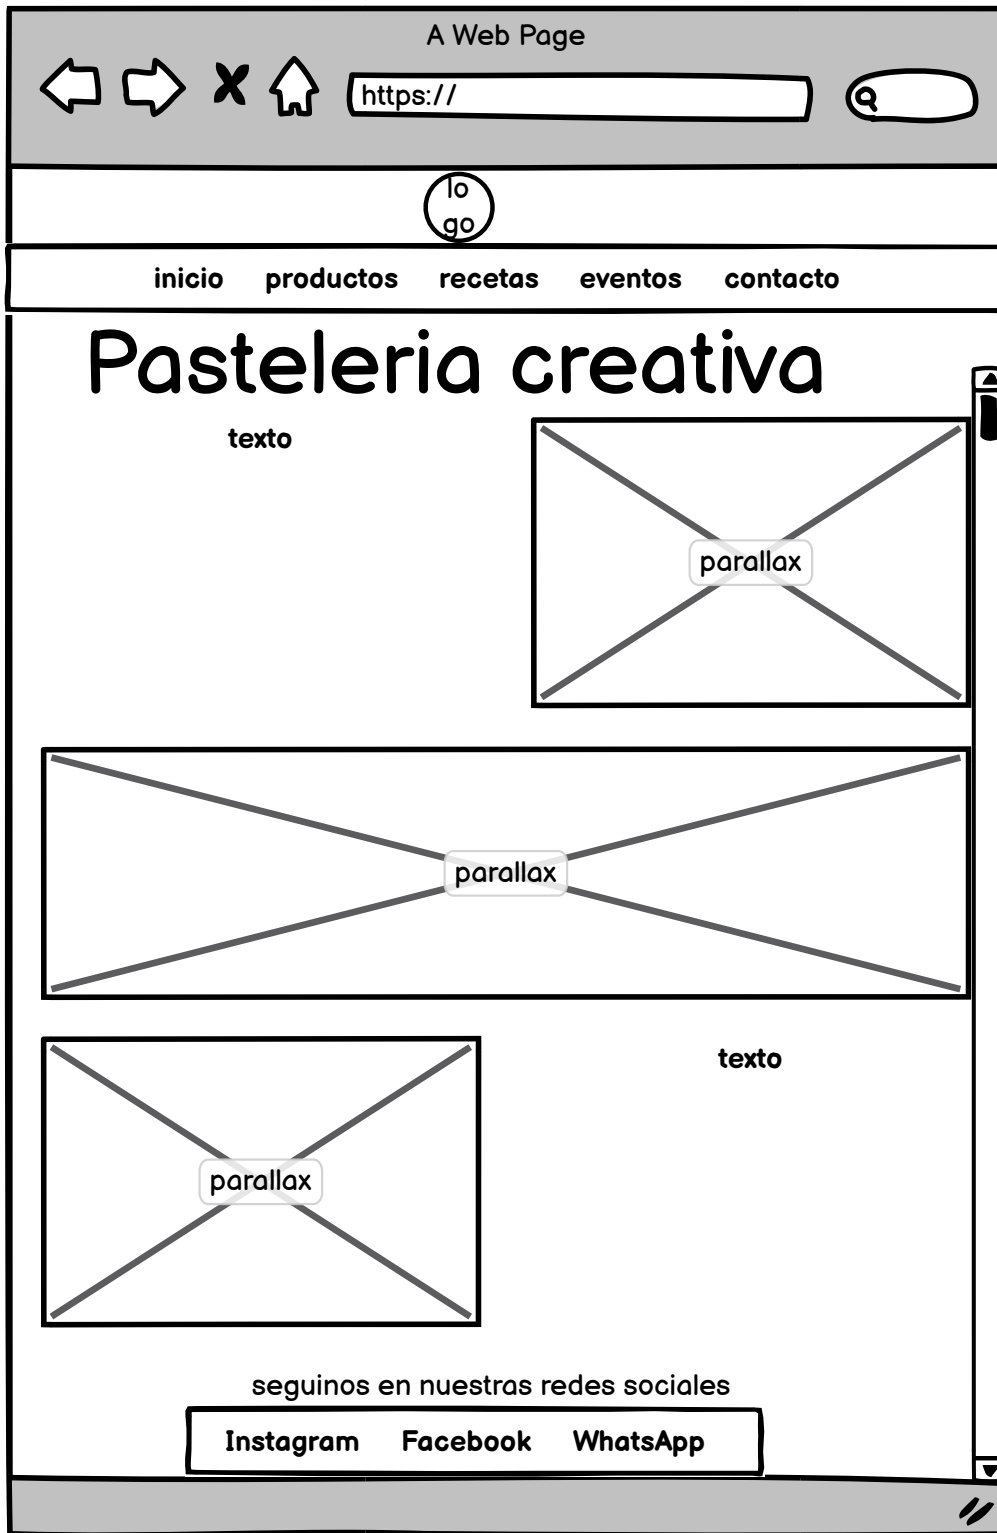 A Web Page
https://
lo
go
inicio productos recetas eventos contacto
Pasteleria creativa
texto
parallax
parallax
parallax
texto
seguinos en nuestras redes sociales
Instagram Facebook WhatsApp